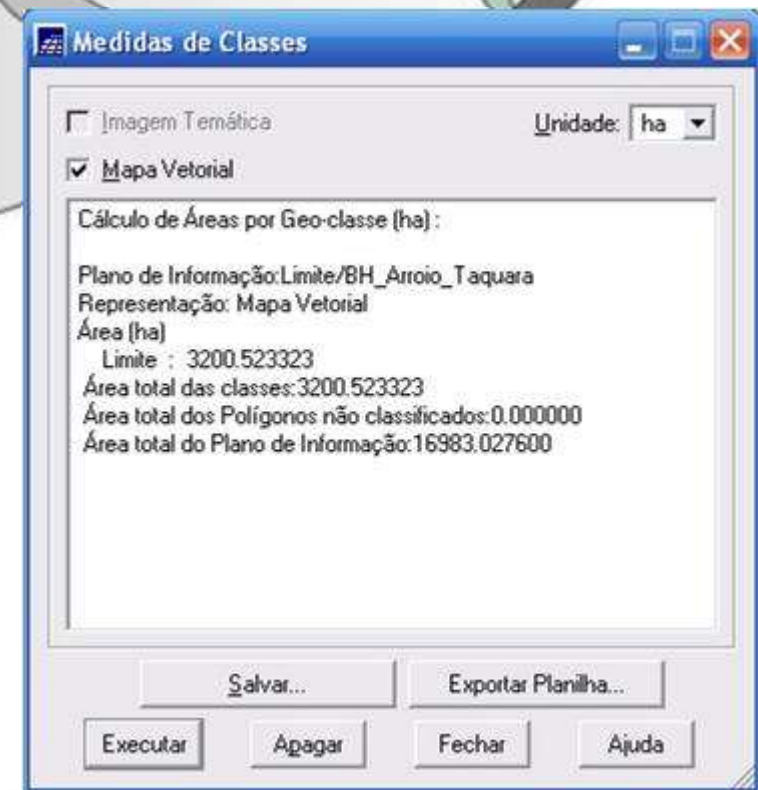 Medidas de Classes
Imagem Temática
Unidade: ha
Mapa Vetorial
Cálculo de Áreas por Geo-classe (ha) :
Plano de Informação:Limite/BH_Arroio_Taquara
Representação: Mapa Vetorial
Área (ha)
Limite : 3200.523323
Área total das classes:3200.523323
Área total dos Polígonos não classificados:0.000000
Área total do Plano de Informação:16983.027600
Salvar...
Exportar Planilha...
Executar
Apagar
Fechar
Ajuda